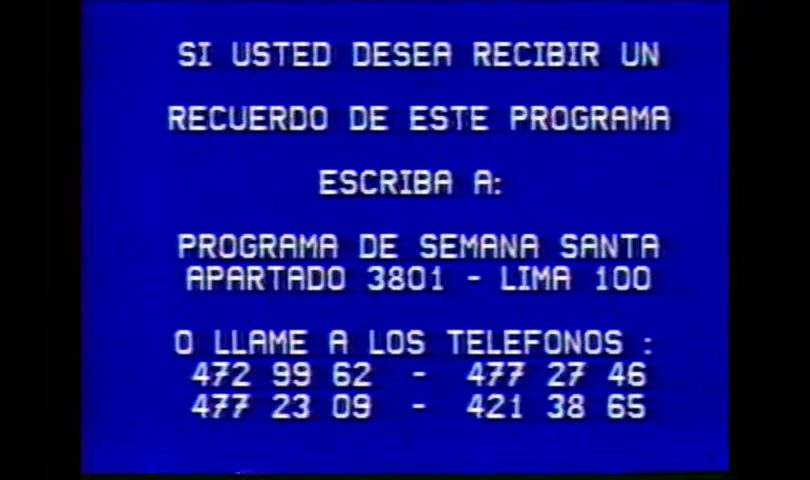 SI USTED DESEA RECIBIR UN
RECUERDO DE ESTE PROGRAMA
ESCRIBA A:
PROGRAMA DE SEMANA SANTA
APARTADO 3801 - LIMA 100
O LLAME A LOS TELEFONOS :
472 99 62 - 477 27 46
477 23 09 - 421 38 65